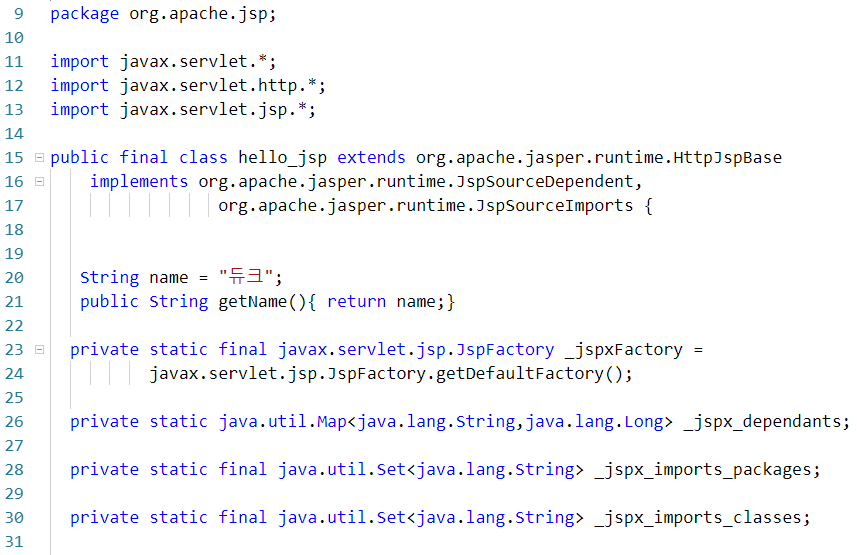 9 package org.apache.jsp;
10
11 import javax.servlet.*;
12 import javax.servlet.http.*;
13 import javax.servlet.jsp.*;
14
15 public final class hello_jsp extends org.apache.jasper.runtime.HttpJspBase
16 implements org.apache.jasper.runtime.JspSourceDependent,
17 org.apache.jasper.runtime.JspSourceImports {
18
19
20 String name = "듀크";
21 public String getName(){ return name;}
22
23 private static final javax.servlet.jsp.JspFactory _jspxFactory =
24 javax.servlet.jsp.JspFactory.getDefaultFactory();
25
26 private static java.util.Map<java.lang.String,java.lang.Long> _jspx_dependants;
27
28 private static final java.util.Set<java.lang.String> _jspx_imports_packages;
29
30 private static final java.util.Set<java.lang.String> _jspx_imports_classes;
31